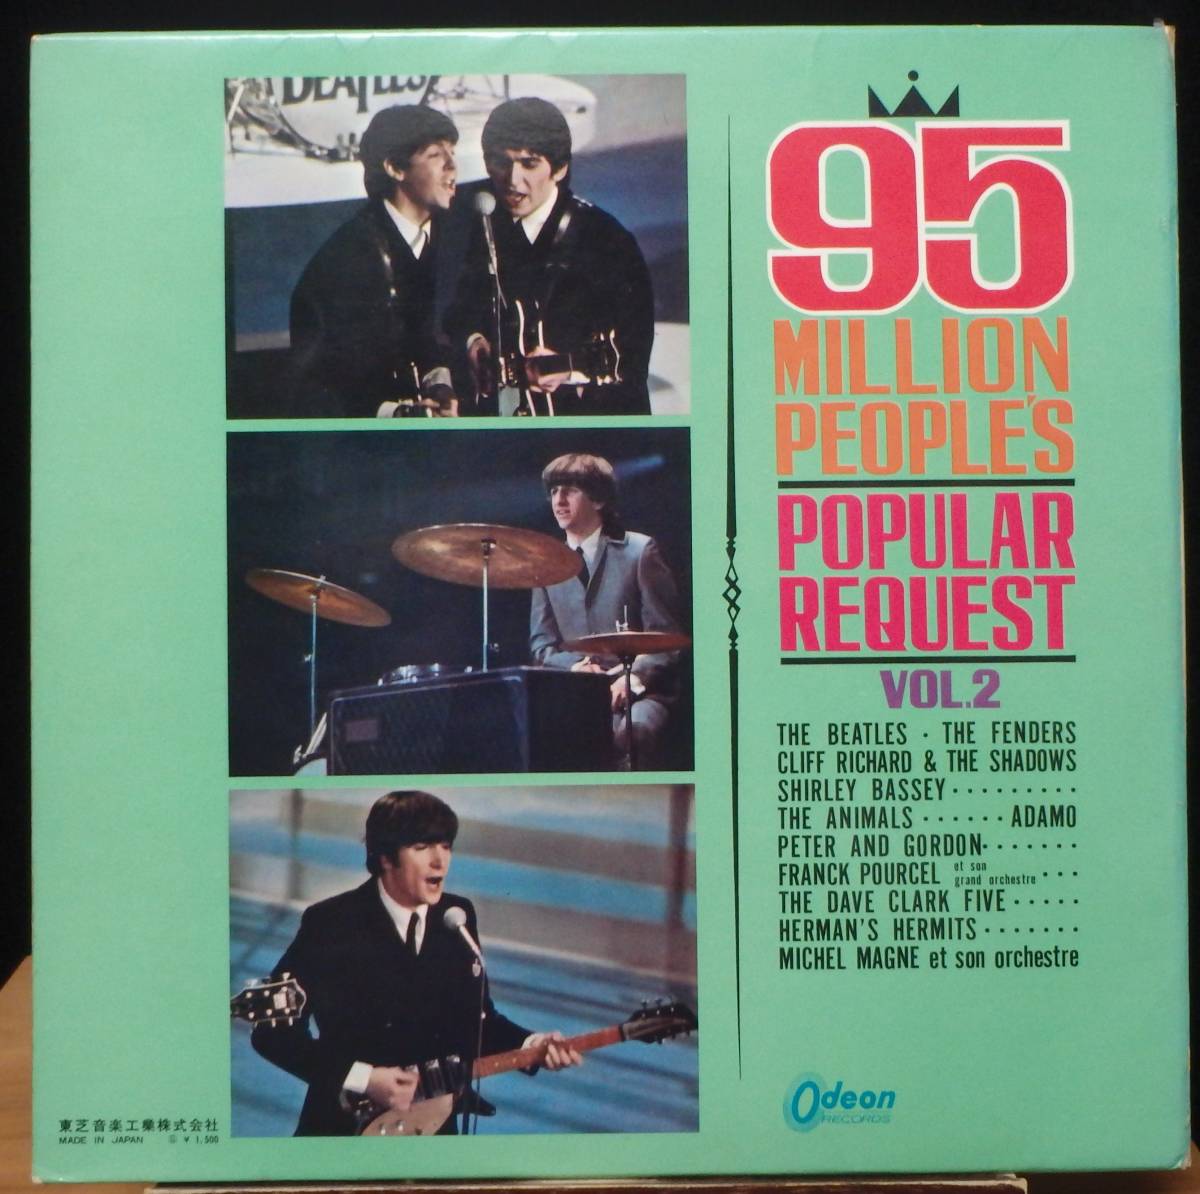 BEATLES
95
MILLION
PEOPLE'S
POPULAR
REQUEST
VOL.2
THE BEATLES · THE FENDERS
CLIFF RICHARD & THE SHADOWS
SHIRLEY BASSEY·········
THE ANIMALS······ADAMO
PETER AND GORDON·······
FRANCK POURCEL et son grand orchestre···
THE DAVE CLARK FIVE·····
HERMAN'S HERMITS·······
MICHEL MAGNE et son orchestre
Odeon
RECORDS
東芝音楽工業株式会社
MADE IN JAPAN Ⓢ ¥ 1,500